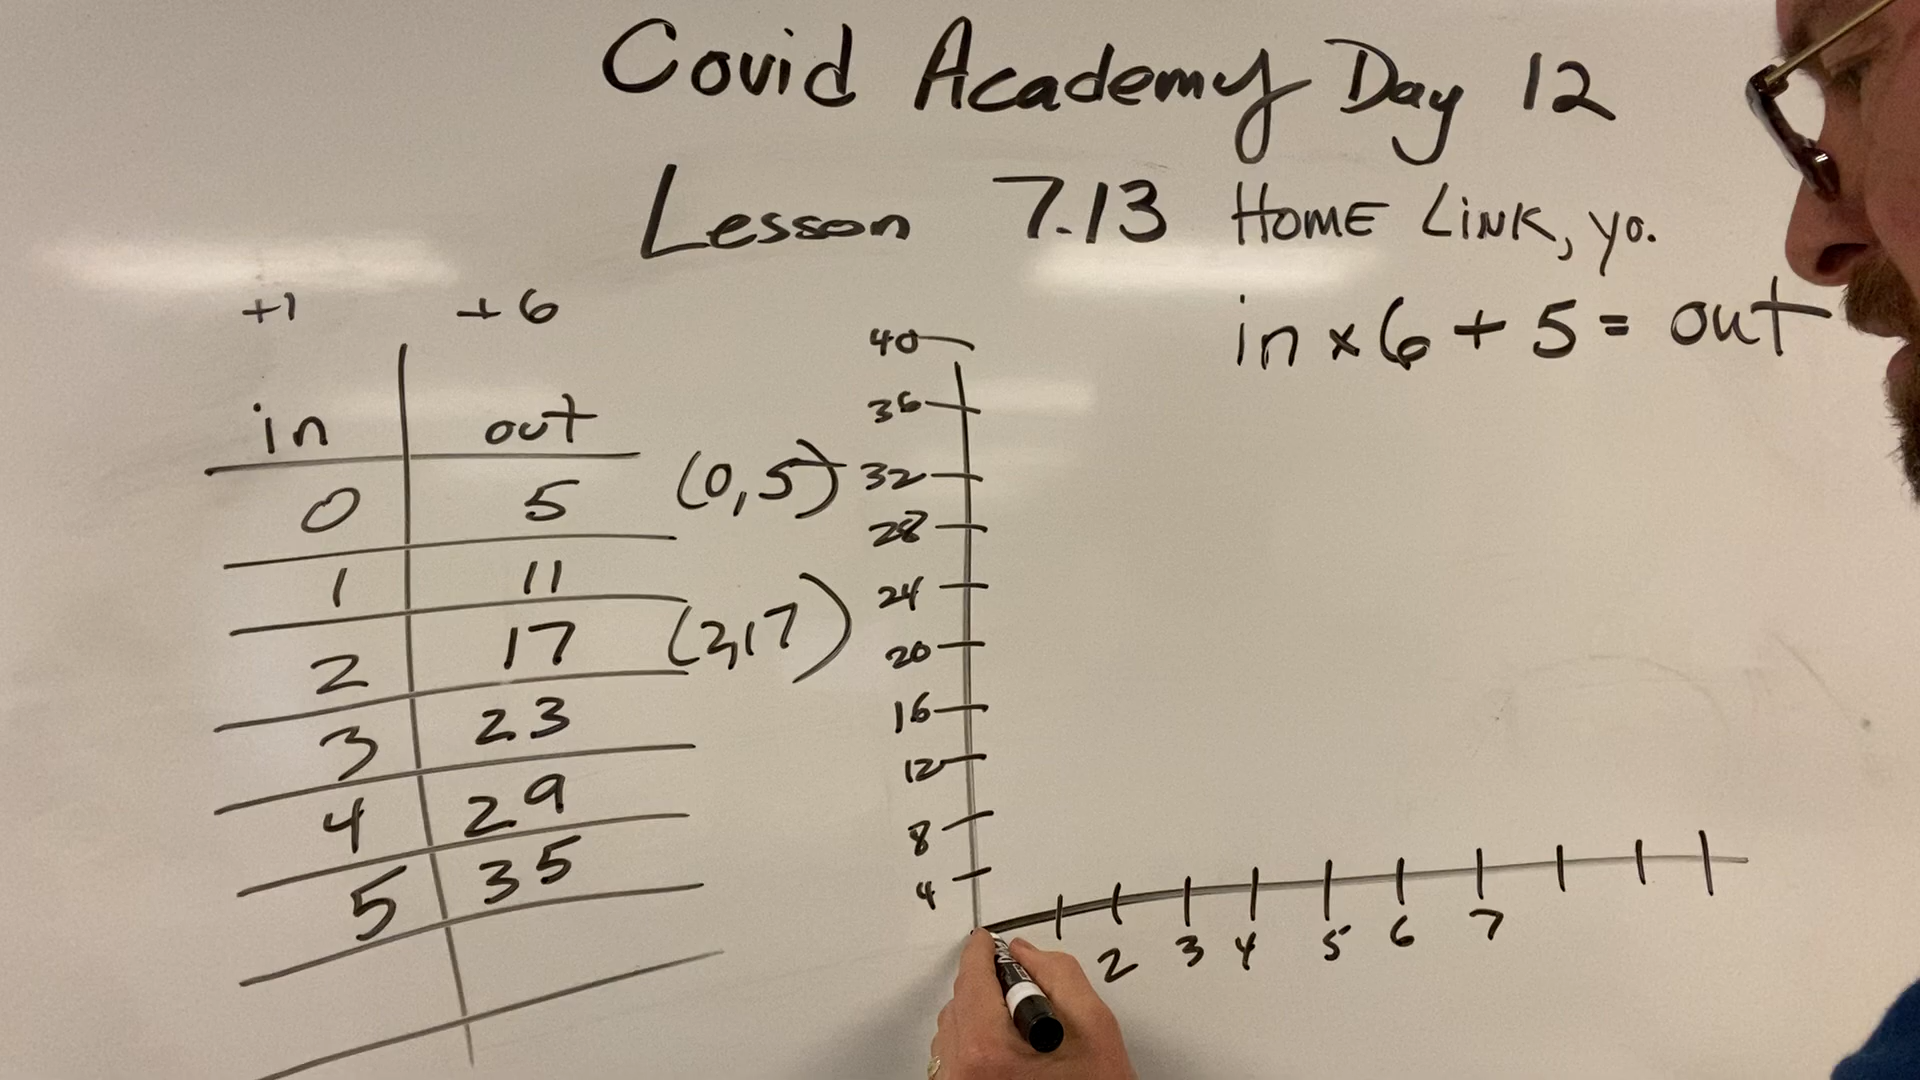 Covid Academy Day 12
Lesson 7.13 HOME LINK, yo.
in x 6 + 5 = out
+1 +6
in out
0 5 (0,5)
1 11
2 17 (2,17)
3 23
4 29
5 35
40
36
32
28
24
20
16
12
8
4
2 3 4 5 6 7